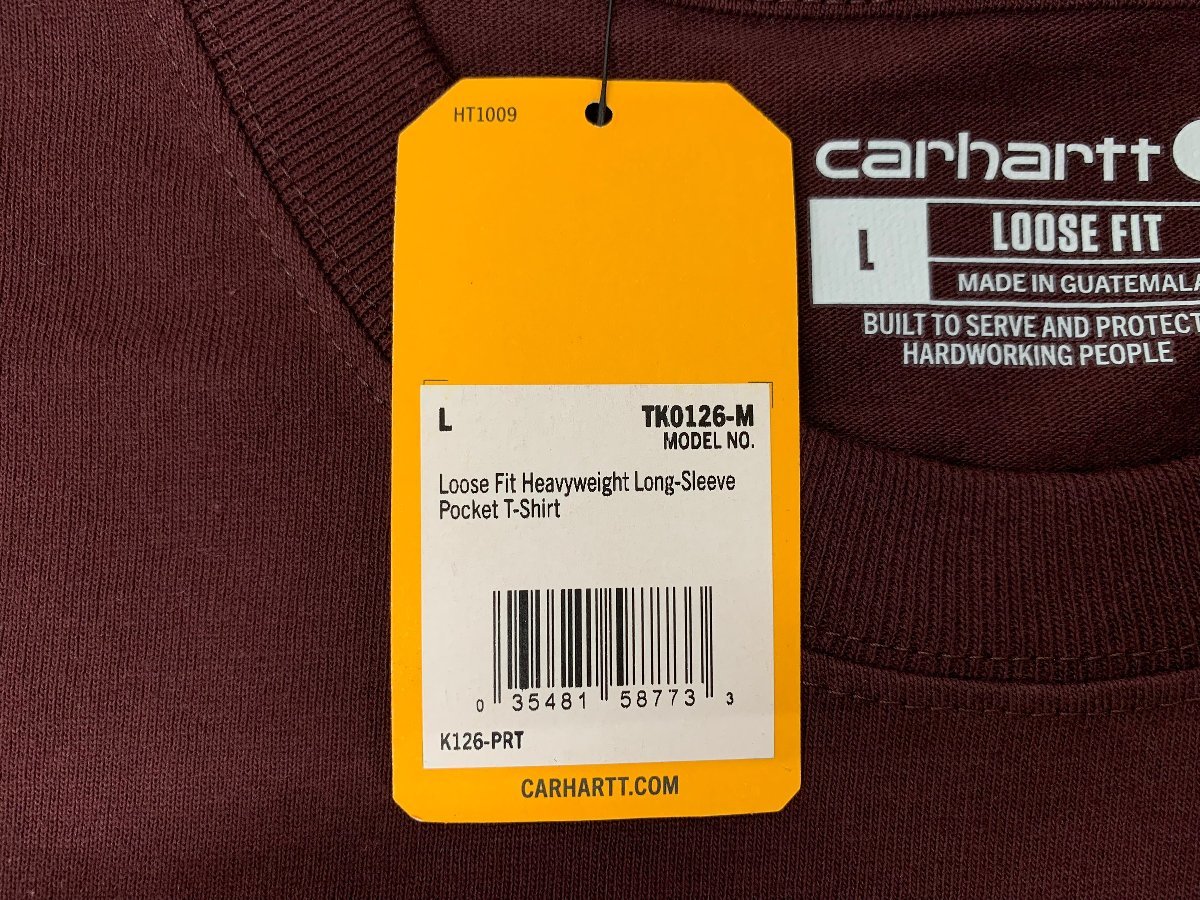 HT1009
L
TK0126-M
MODEL NO.
Loose Fit Heavyweight Long-Sleeve
Pocket T-Shirt
0 35481 58773 3
K126-PRT
CARHARTT.COM
carhartt
L
LOOSE FIT
MADE IN GUATEMALA
BUILT TO SERVE AND PROTECT
HARDWORKING PEOPLE